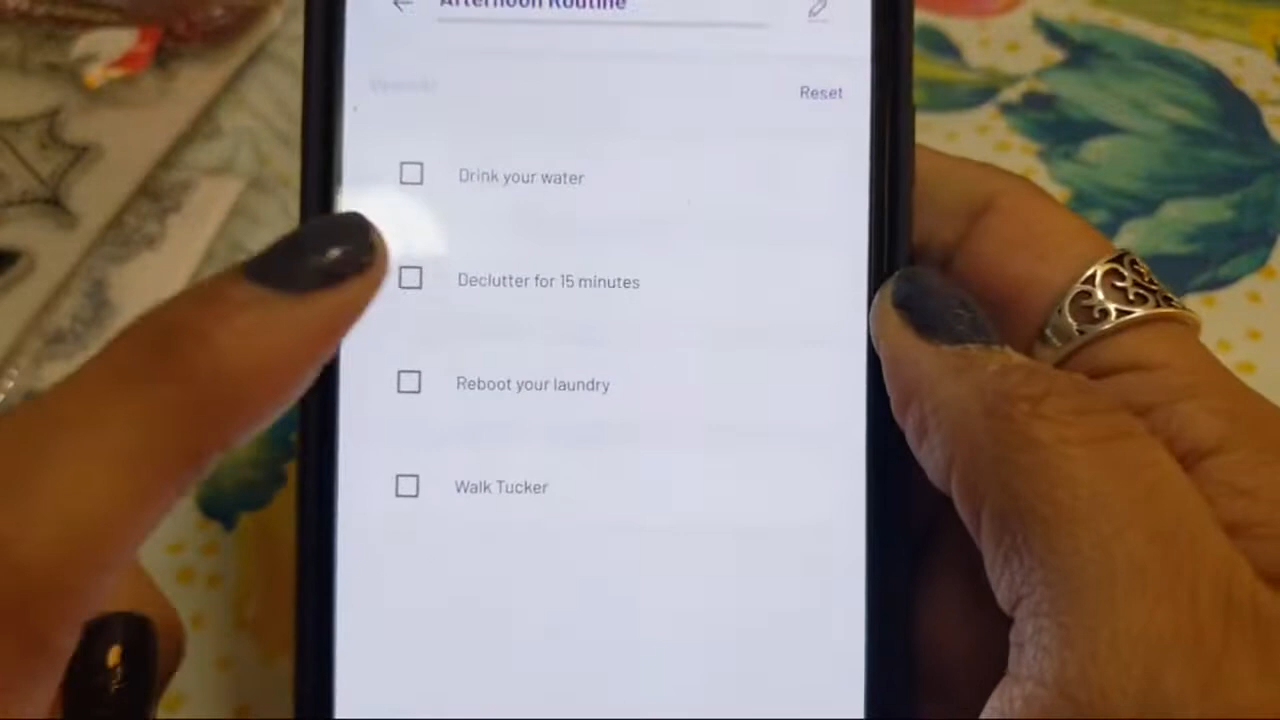 Afternoon Routine
Reset
Drink your water
Declutter for 15 minutes
Reboot your laundry
Walk Tucker